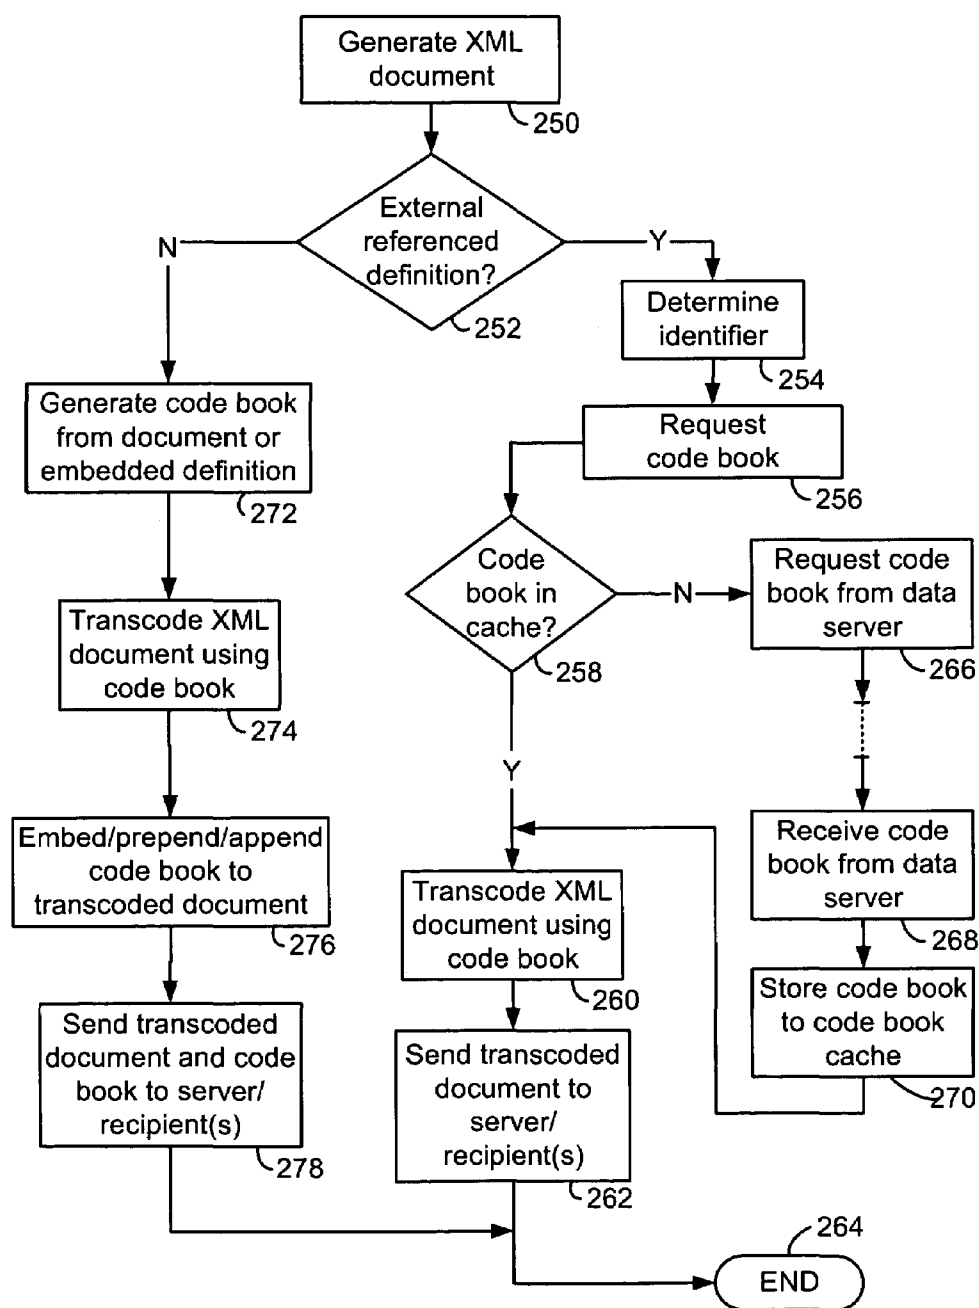 Generate XML
document
250
External
referenced
definition?
252
N
Y
Determine
identifier
254
Request
code book
256
Generate code book
from document or
embedded definition
272
Code
book in
cache?
258
N
Request code
book from data
server
266
Transcode XML
document using
code book
274
Y
Receive code
book from data
server
268
Embed/prepend/append
code book to
transcoded document
276
Transcode XML
document using
code book
260
Store code book
to code book
cache
270
Send transcoded
document and code
book to server/
recipient(s)
278
Send transcoded
document to
server/
recipient(s)
262
264
END